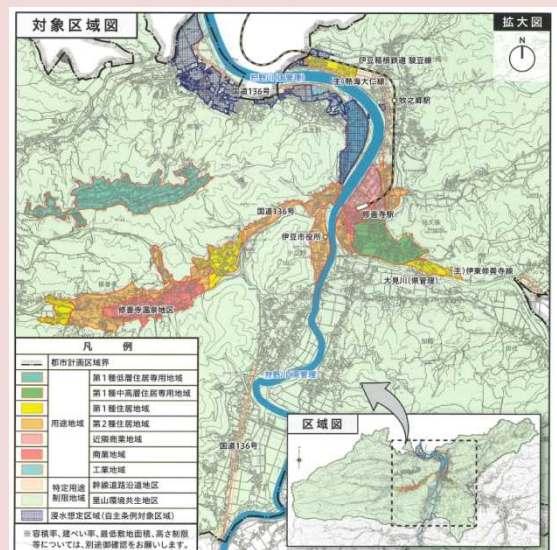 対象区域図
拡大図
N
伊豆箱根鉄道 駿豆線
(主)熱海大仁線
狩野川(国管理)
国道136号
牧之郷駅
国道136号
修善寺駅
伊豆市役所
(主)伊東修善寺線
大見川(県管理)
修善寺温泉地区
狩野川(県管理)
国道136号
凡 例
都市計画区域界
用途地域
第1種低層住居専用地域
第1種中高層住居専用地域
第1種住居地域
第2種住居地域
近隣商業地域
商業地域
工業地域
特定用途制限地域
幹線道路沿道地区
里山環境共生地区
浸水想定区域(自主条例対象区域)
※容積率、建ぺい率、最低敷地面積、高さ制限
等については、別途御確認をお願いします。
区域図